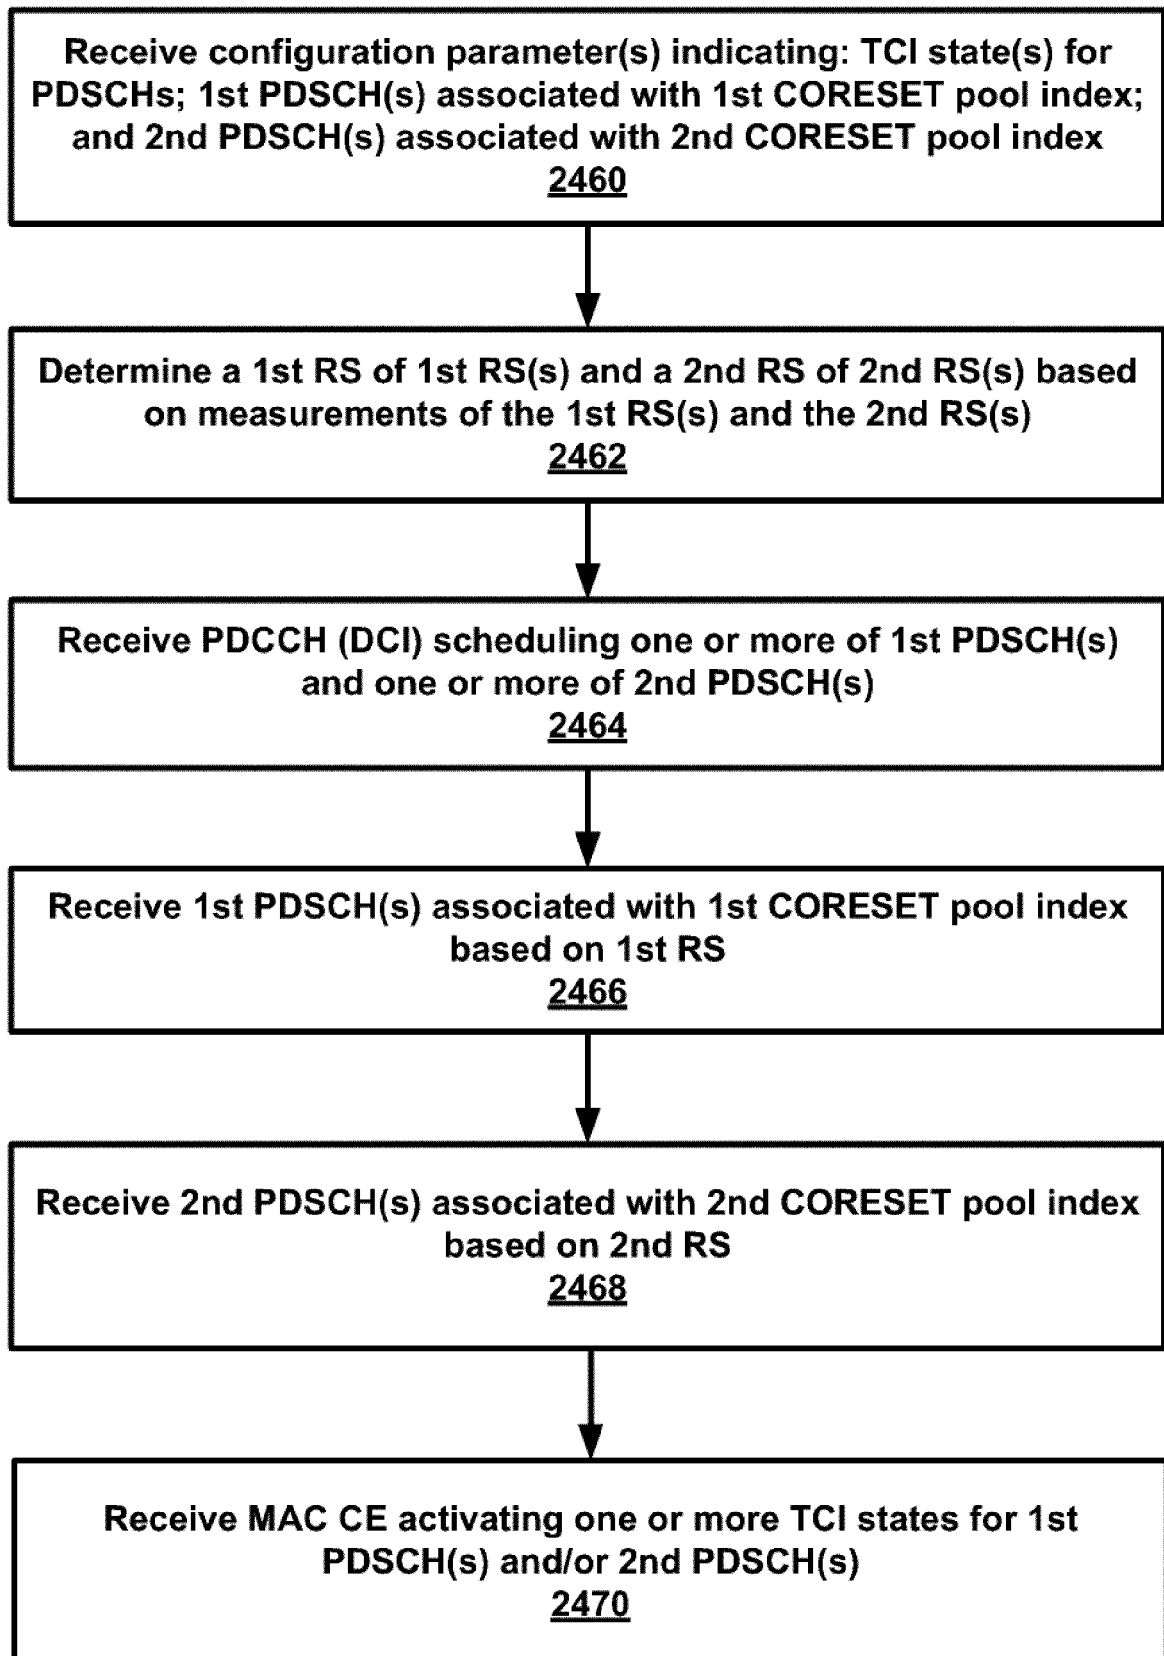 Receive configuration parameter(s) indicating: TCI state(s) for
PDSCHs; 1st PDSCH(s) associated with 1st CORESET pool index;
and 2nd PDSCH(s) associated with 2nd CORESET pool index
2460
Determine a 1st RS of 1st RS(s) and a 2nd RS of 2nd RS(s) based
on measurements of the 1st RS(s) and the 2nd RS(s)
2462
Receive PDCCH (DCI) scheduling one or more of 1st PDSCH(s)
and one or more of 2nd PDSCH(s)
2464
Receive 1st PDSCH(s) associated with 1st CORESET pool index
based on 1st RS
2466
Receive 2nd PDSCH(s) associated with 2nd CORESET pool index
based on 2nd RS
2468
Receive MAC CE activating one or more TCI states for 1st
PDSCH(s) and/or 2nd PDSCH(s)
2470